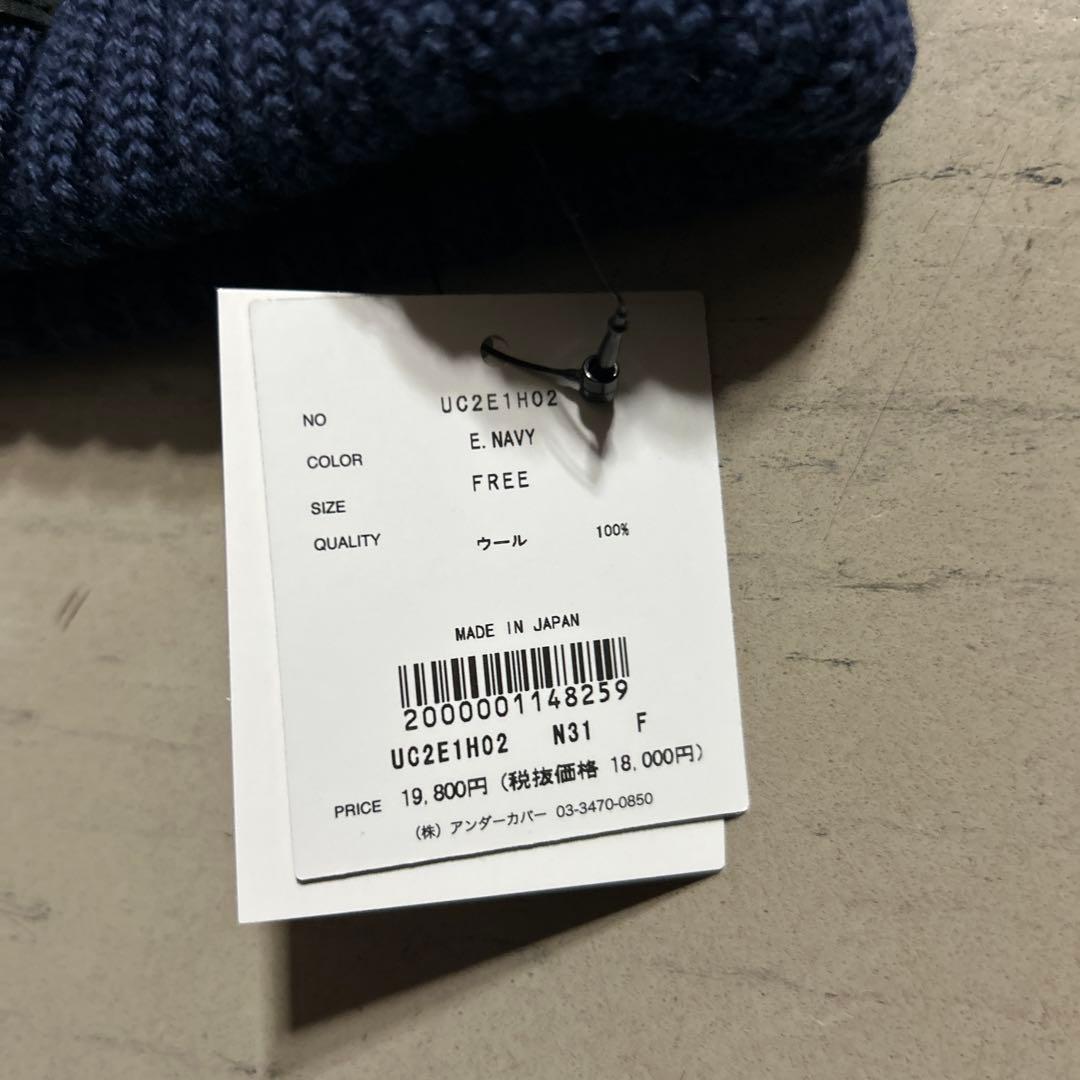 NO UC2E1H02
COLOR E. NAVY
SIZE FREE
QUALITY ウール 100%
MADE IN JAPAN
2000001148259
UC2E1H02 N31 F
PRICE 19,800円 (税抜価格 18,000円)
(株) アンダーカバー 03-3470-0850